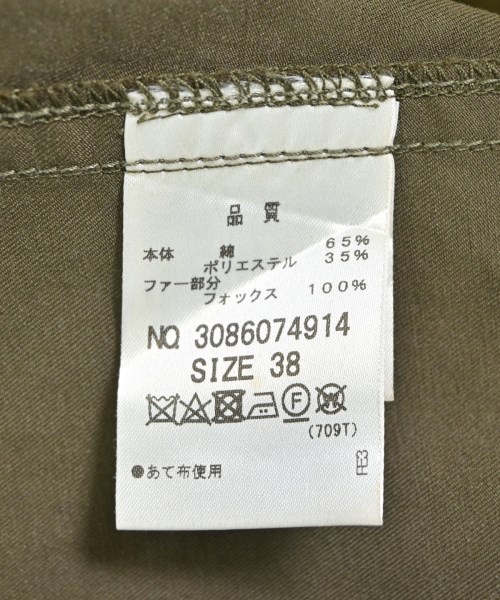 品質
本体 綿 65%
ポリエステル 35%
ファー部分
フォックス 100%
NO. 3086074914
SIZE 38
F W
(709T)
●あて布使用